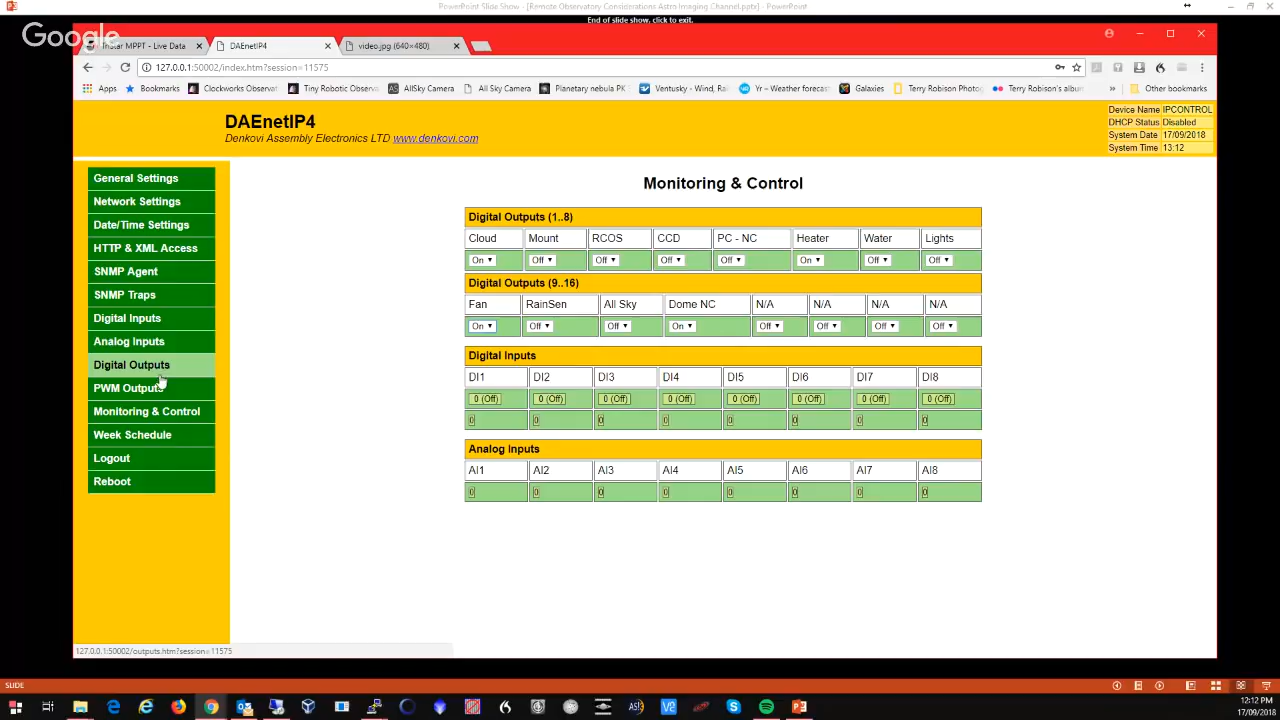 PowerPoint Slide Show - [Remote Observatory Considerations Astro Imaging Channel.pptx] - PowerPoint
End of slide show, click to exit.
Google
TriStar MPPT - Live Data
DAEnetIP4
video.jpg (640×480)
127.0.0.1:50002/index.htm?session=11575
Apps Bookmarks Clockworks Observat Tiny Robotic Observa AllSky Camera All Sky Camera Planetary nebula PK Ventusky - Wind, Rai Yr – Weather forecast Galaxies Terry Robison Photog Terry Robison's album Other bookmarks
DAEnetIP4
Denkovi Assembly Electronics LTD www.denkovi.com
Device Name IPCONTROL
DHCP Status Disabled
System Date 17/09/2018
System Time 13:12
General Settings
Network Settings
Date/Time Settings
HTTP & XML Access
SNMP Agent
SNMP Traps
Digital Inputs
Analog Inputs
Digital Outputs
PWM Outputs
Monitoring & Control
Week Schedule
Logout
Reboot
Monitoring & Control
Digital Outputs (1..8)
Cloud Mount RCOS CCD PC - NC Heater Water Lights
On Off Off Off Off On Off Off
Digital Outputs (9..16)
Fan RainSen All Sky Dome NC N/A N/A N/A N/A
On Off Off On Off Off Off Off
Digital Inputs
DI1 DI2 DI3 DI4 DI5 DI6 DI7 DI8
0 (Off) 0 (Off) 0 (Off) 0 (Off) 0 (Off) 0 (Off) 0 (Off) 0 (Off)
0 0 0 0 0 0 0 0
Analog Inputs
AI1 AI2 AI3 AI4 AI5 AI6 AI7 AI8
0 0 0 0 0 0 0 0
127.0.0.1:50002/outputs.htm?session=11575
SLIDE
12:12 PM
17/09/2018